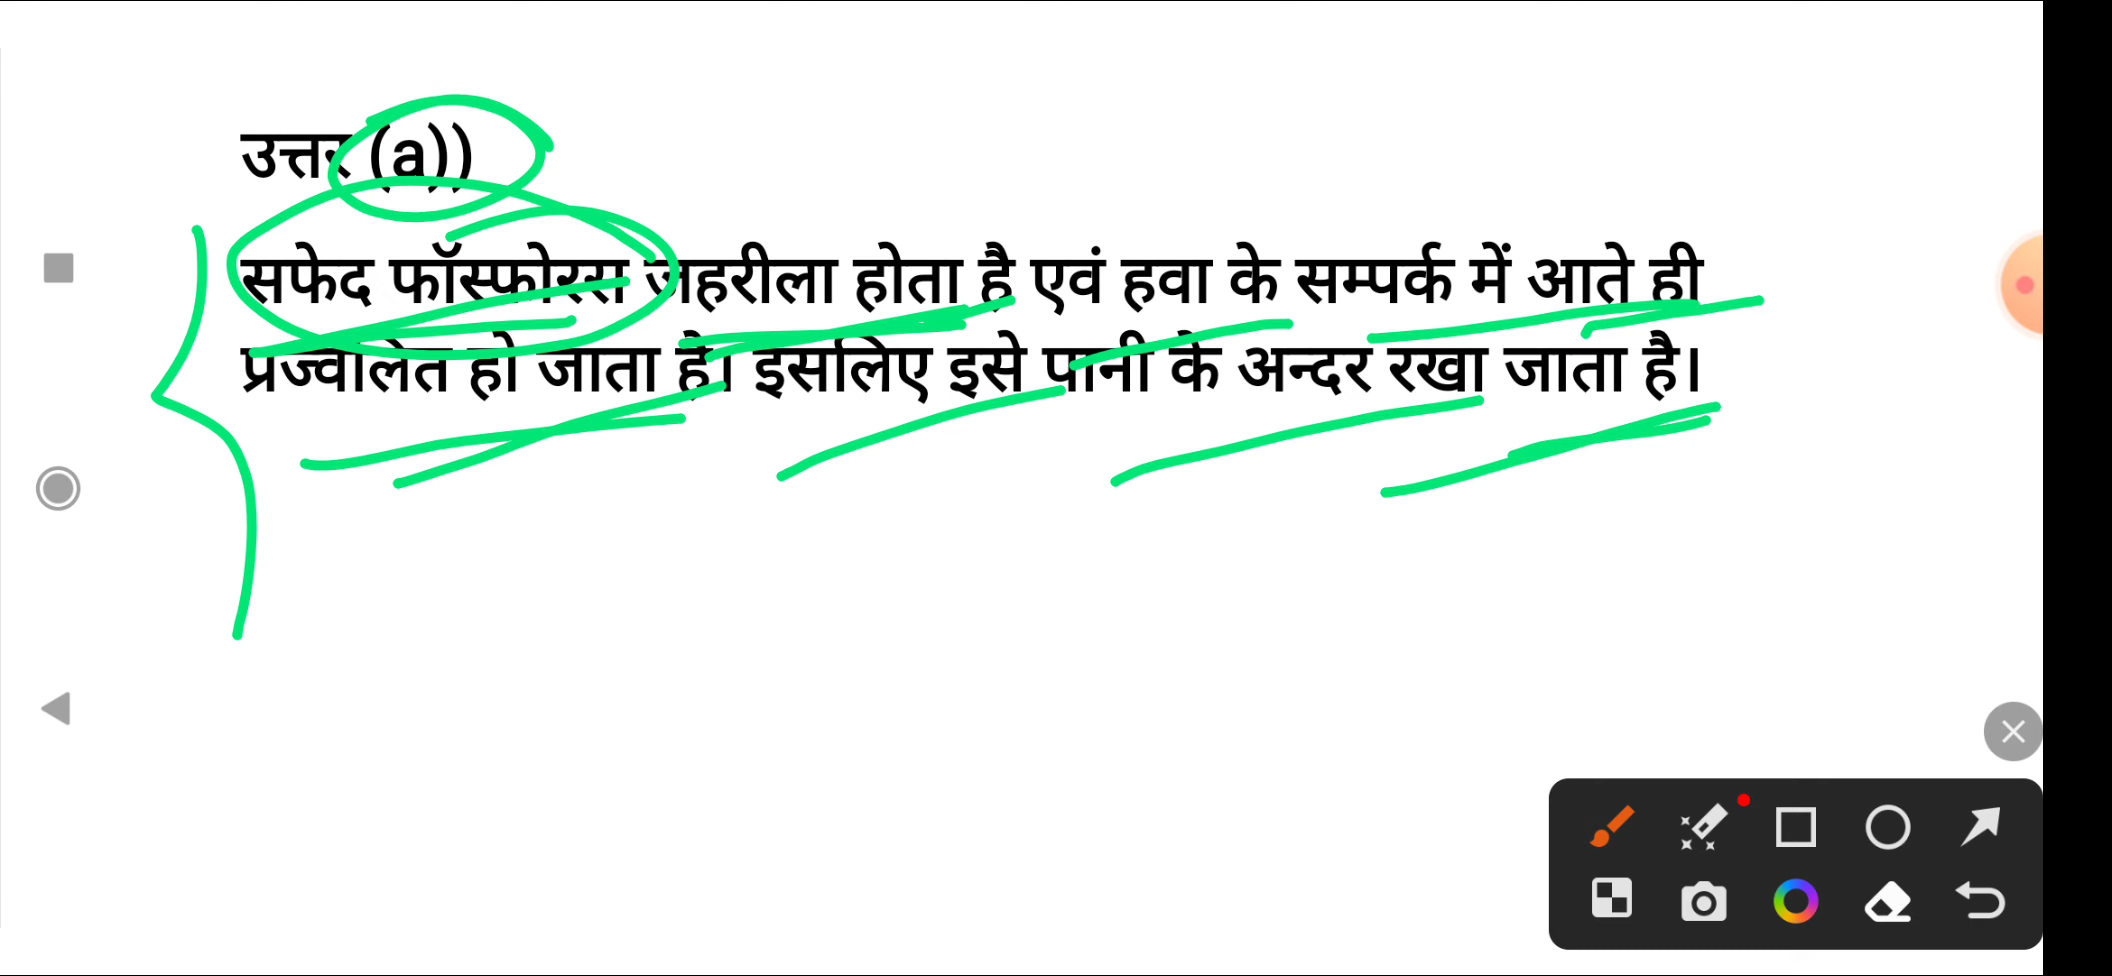 उत्तर (a))
सफेद फॉस्फोरस जहरीला होता है एवं हवा के सम्पर्क में आते ही
प्रज्वलित हो जाता है। इसलिए इसे पानी के अन्दर रखा जाता है।